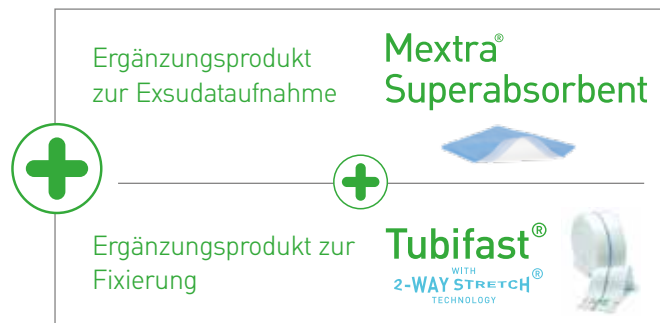 Ergänzungsprodukt
zur Exsudataufnahme
Mextra®
Superabsorbent
Ergänzungsprodukt zur
Fixierung
Tubifast®
WITH
2-WAY STRETCH®
TECHNOLOGY